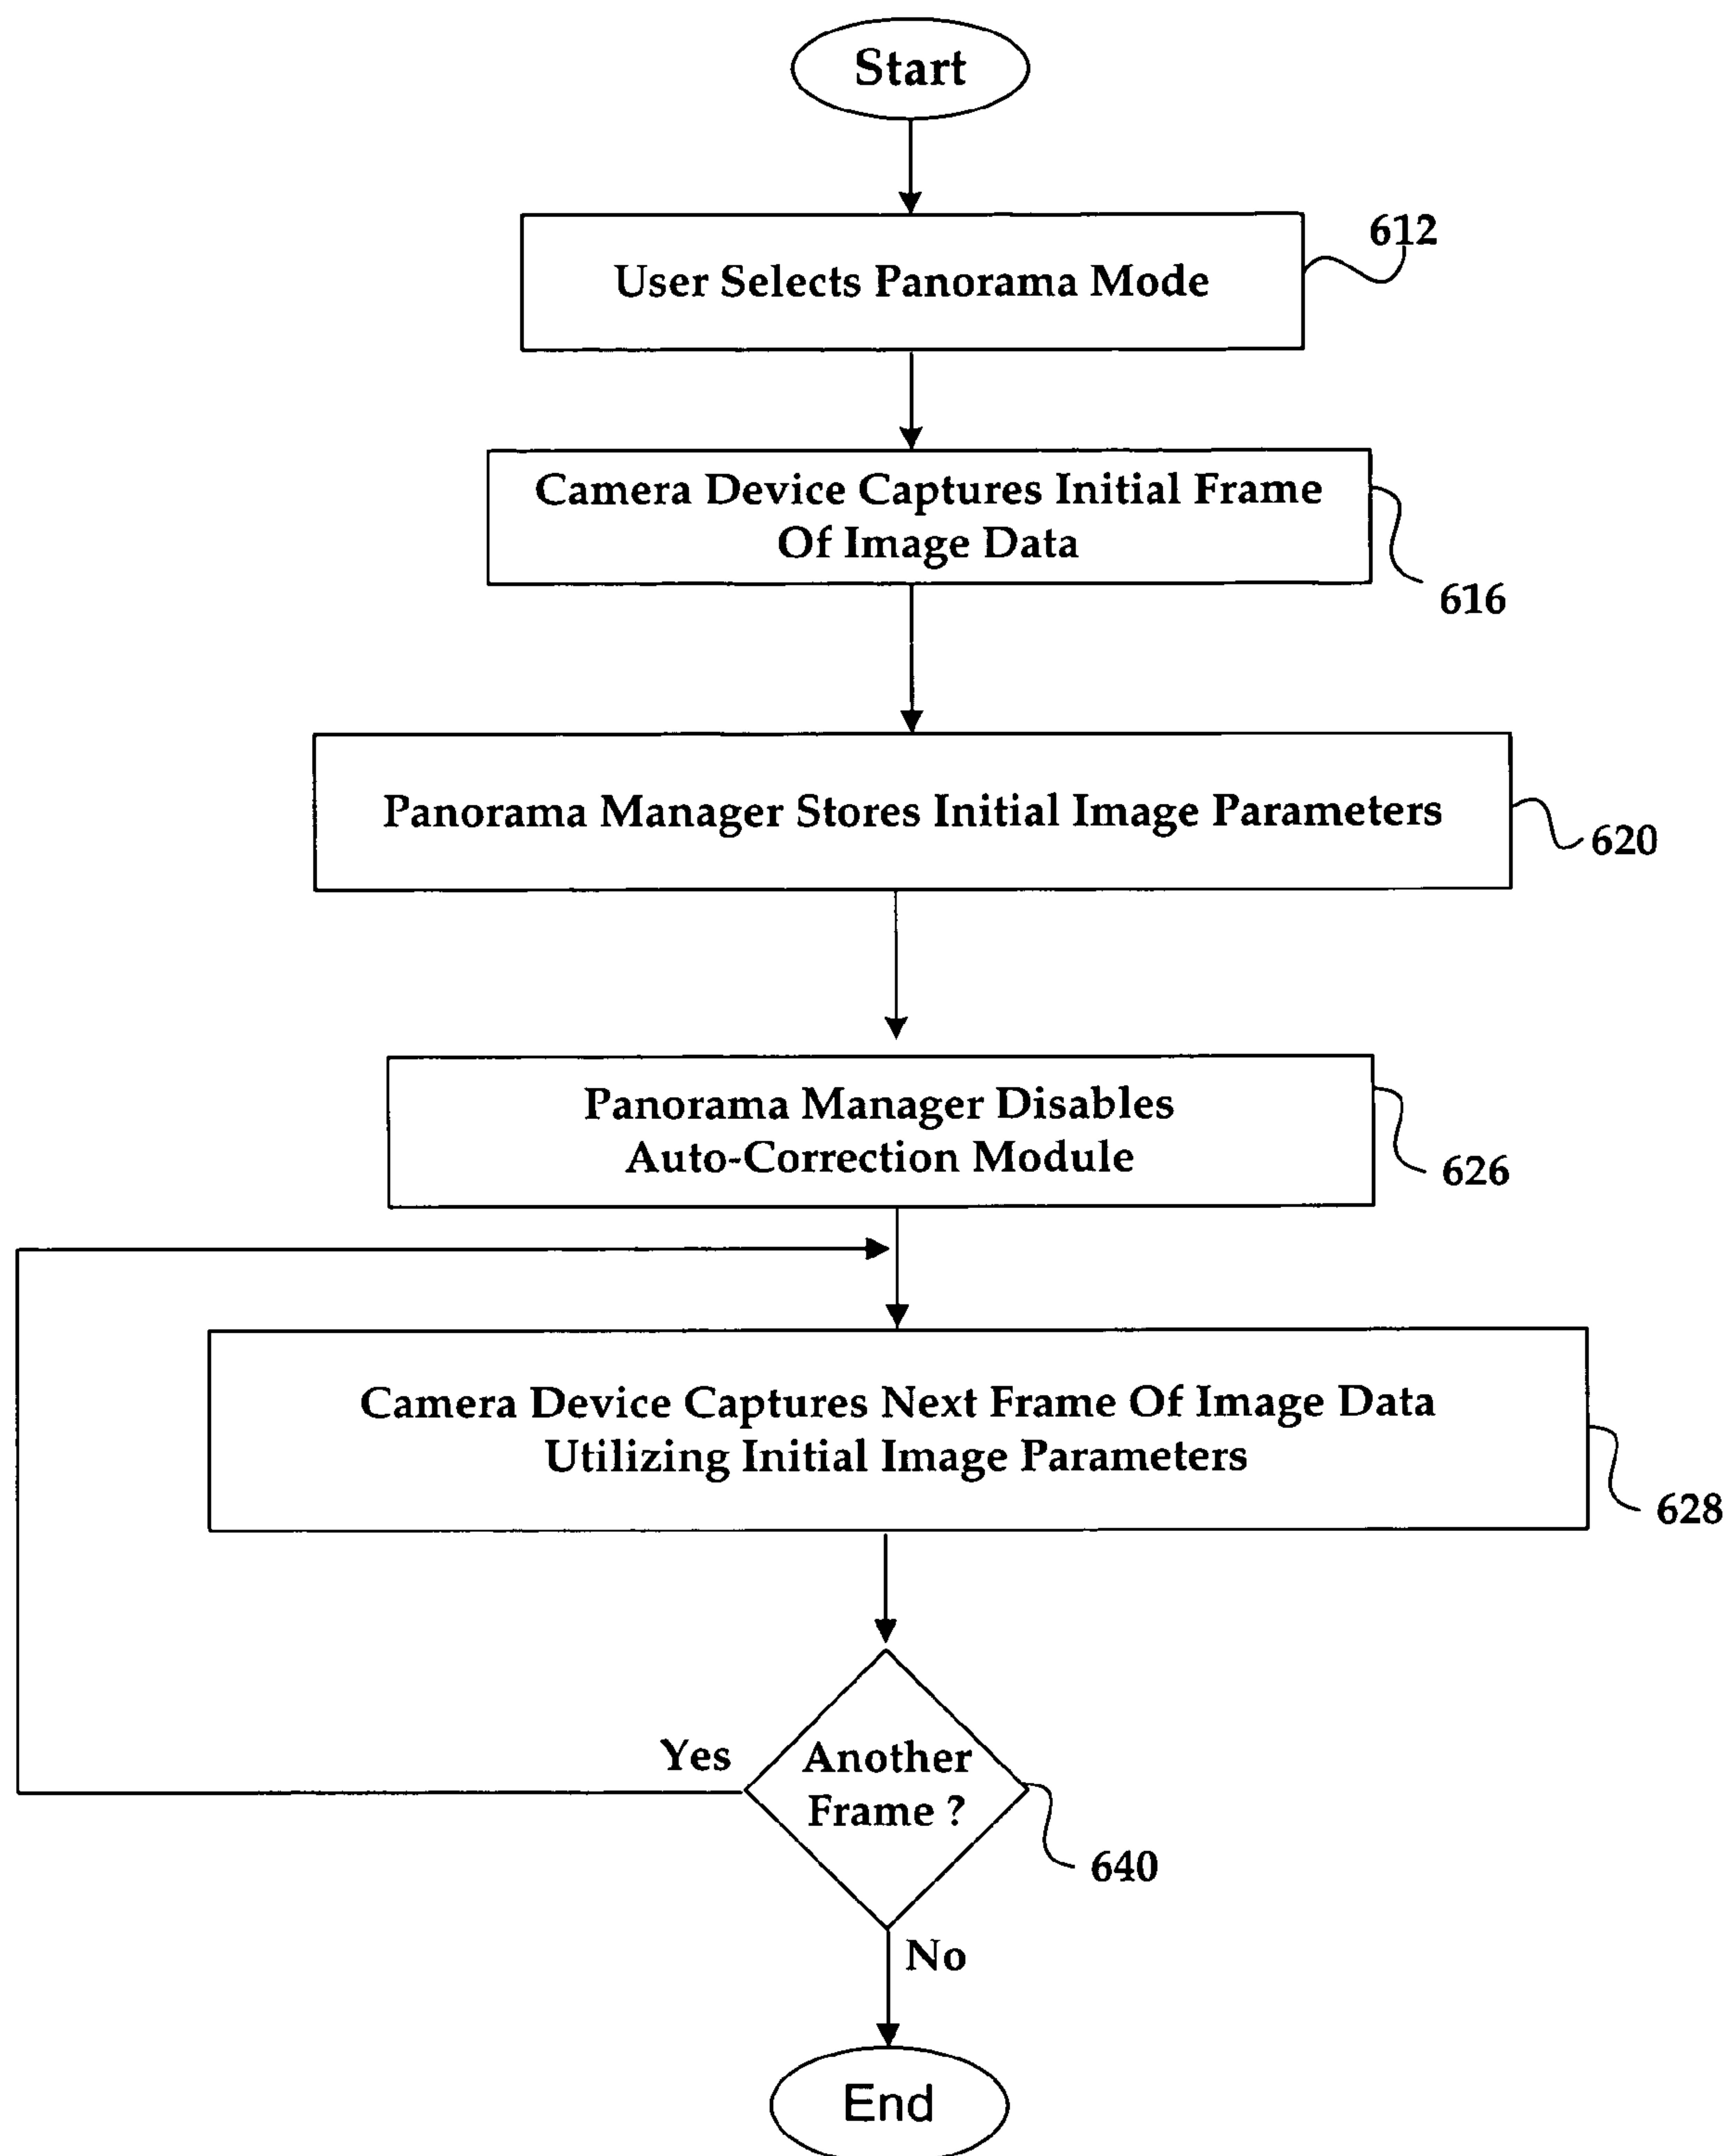 Start
User Selects Panorama Mode
612
Camera Device Captures Initial Frame
Of Image Data
616
Panorama Manager Stores Initial Image Parameters
620
Panorama Manager Disables
Auto-Correction Module
626
Camera Device Captures Next Frame Of Image Data
Utilizing Initial Image Parameters
628
Yes
Another
Frame ?
640
No
End